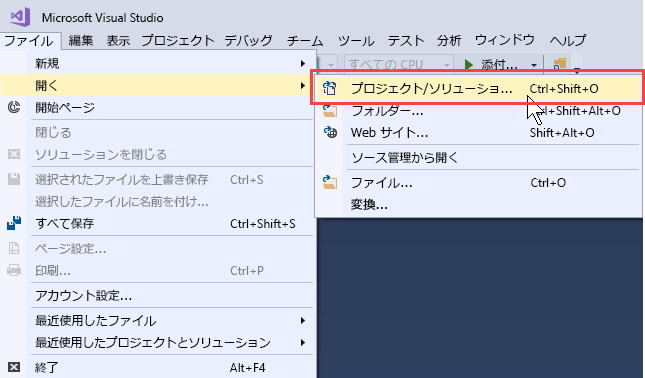 Microsoft Visual Studio
ファイル 編集 表示 プロジェクト デバッグ チーム ツール テスト 分析 ウィンドウ ヘルプ
すべての CPU 添付...
新規
開く
開始ページ
閉じる
ソリューションを閉じる
選択されたファイルを上書き保存 Ctrl+S
選択したファイルに名前を付け...
すべて保存 Ctrl+Shift+S
ページ設定...
印刷... Ctrl+P
アカウント設定...
最近使用したファイル
最近使用したプロジェクトとソリューション
終了 Alt+F4
プロジェクト/ソリューショ... Ctrl+Shift+O
フォルダー... +Shift+Alt+O
Web サイト... Shift+Alt+O
ソース管理から開く
ファイル... Ctrl+O
変換...